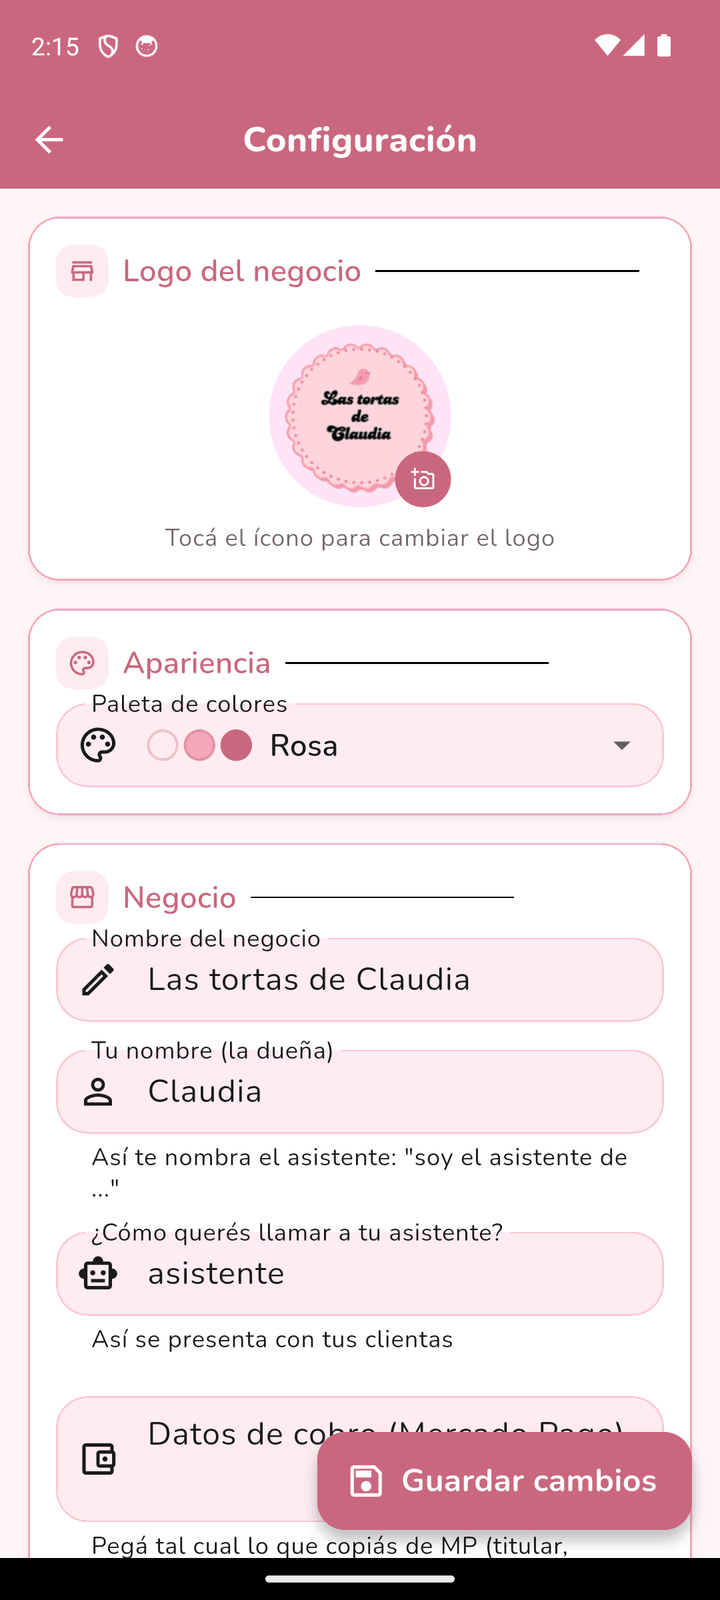 2:15
Configuración
Logo del negocio
Las tortas
de
Claudia
Tocá el ícono para cambiar el logo
Apariencia
Paleta de colores
Rosa
Negocio
Nombre del negocio
Las tortas de Claudia
Tu nombre (la dueña)
Claudia
Así te nombra el asistente: "soy el asistente de
..."
¿Cómo querés llamar a tu asistente?
asistente
Así se presenta con tus clientas
Datos de cobro (Mercado Pago)
Guardar cambios
Pegá tal cual lo que copiás de MP (titular,